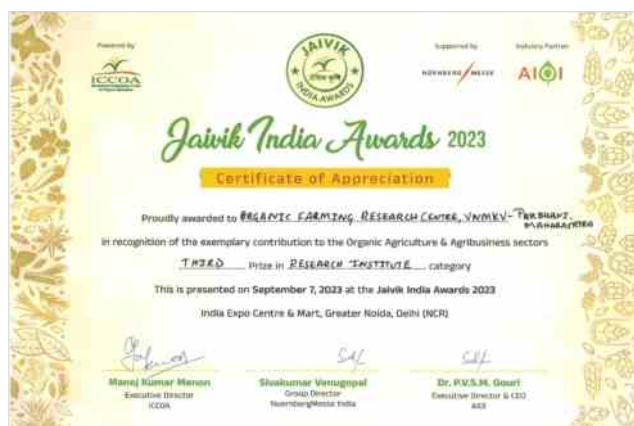 Powered by
ICCOA
JAIVIK
INDIA AWARDS
Supported by
NÜRNBERG MESSE
Industry Partner
AIOI
Jaivik India Awards 2023
Certificate of Appreciation
Proudly awarded to ORGANIC FARMING RESEARCH CENTRE, VNMKV- PARBHANI.
MAHARASHTRA
in recognition of the exemplary contribution to the Organic Agriculture & Agribusiness sectors
THIRD Prize in RESEARCH INSTITUTE category
This is presented on September 7, 2023 at the Jaivik India Awards 2023
India Expo Centre & Mart, Greater Noida, Delhi (NCR)
Sd/- Sd/-
Manoj Kumar Menon
Executive Director
ICCOA
Sivakumar Venugopal
Group Director
NuernbergMesse India
Dr. P.V.S.M. Gouri
Executive Director & CEO
AIOI